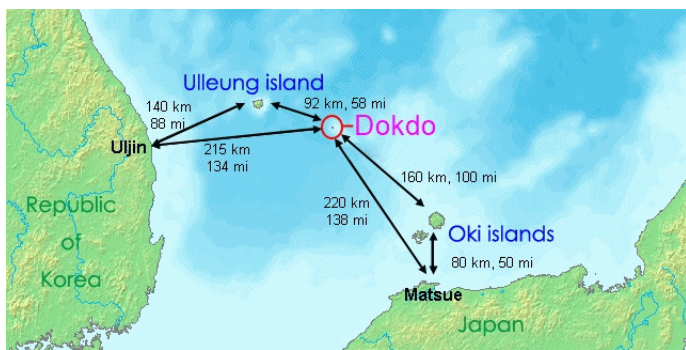 Ulleung island
140 km
88 mi
92 km, 58 mi
Dokdo
Uljin
215 km
134 mi
160 km, 100 mi
220 km
138 mi
Republic
of
Korea
Oki islands
80 km, 50 mi
Matsue
Japan